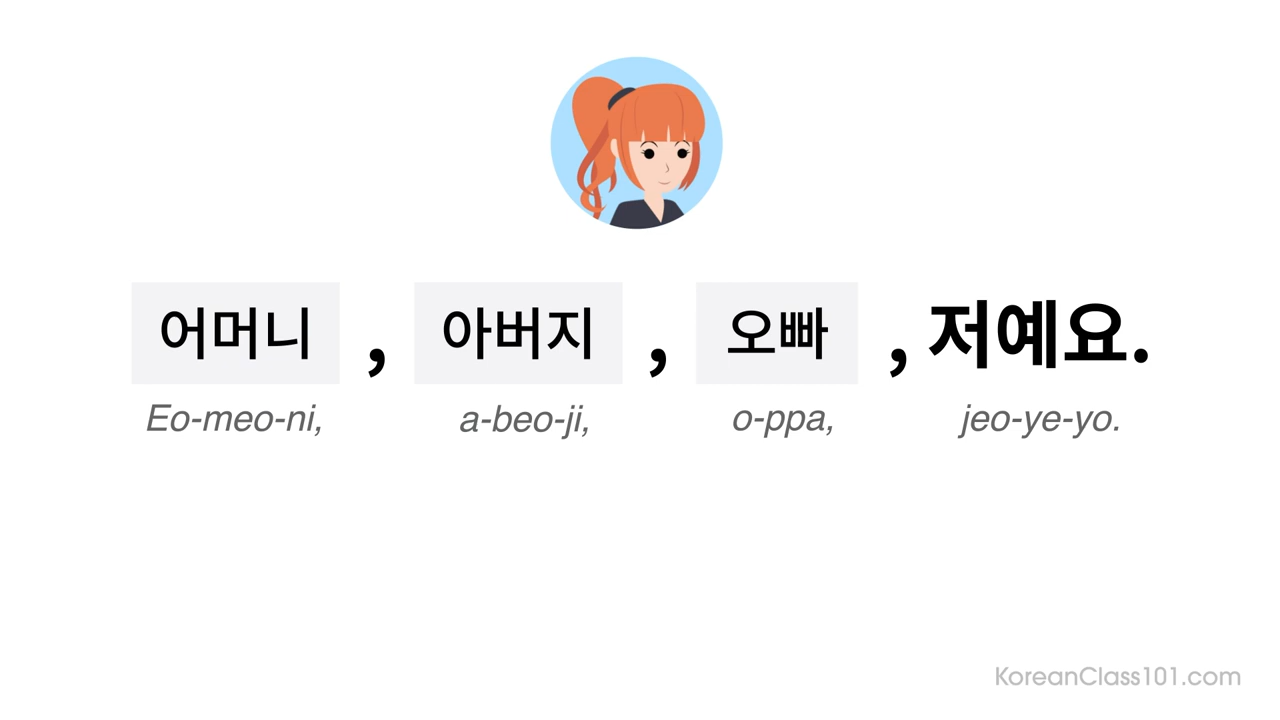 어머니 , 아버지 , 오빠 , 저예요.
Eo-meo-ni, a-beo-ji, o-ppa, jeo-ye-yo.
KoreanClass101.com